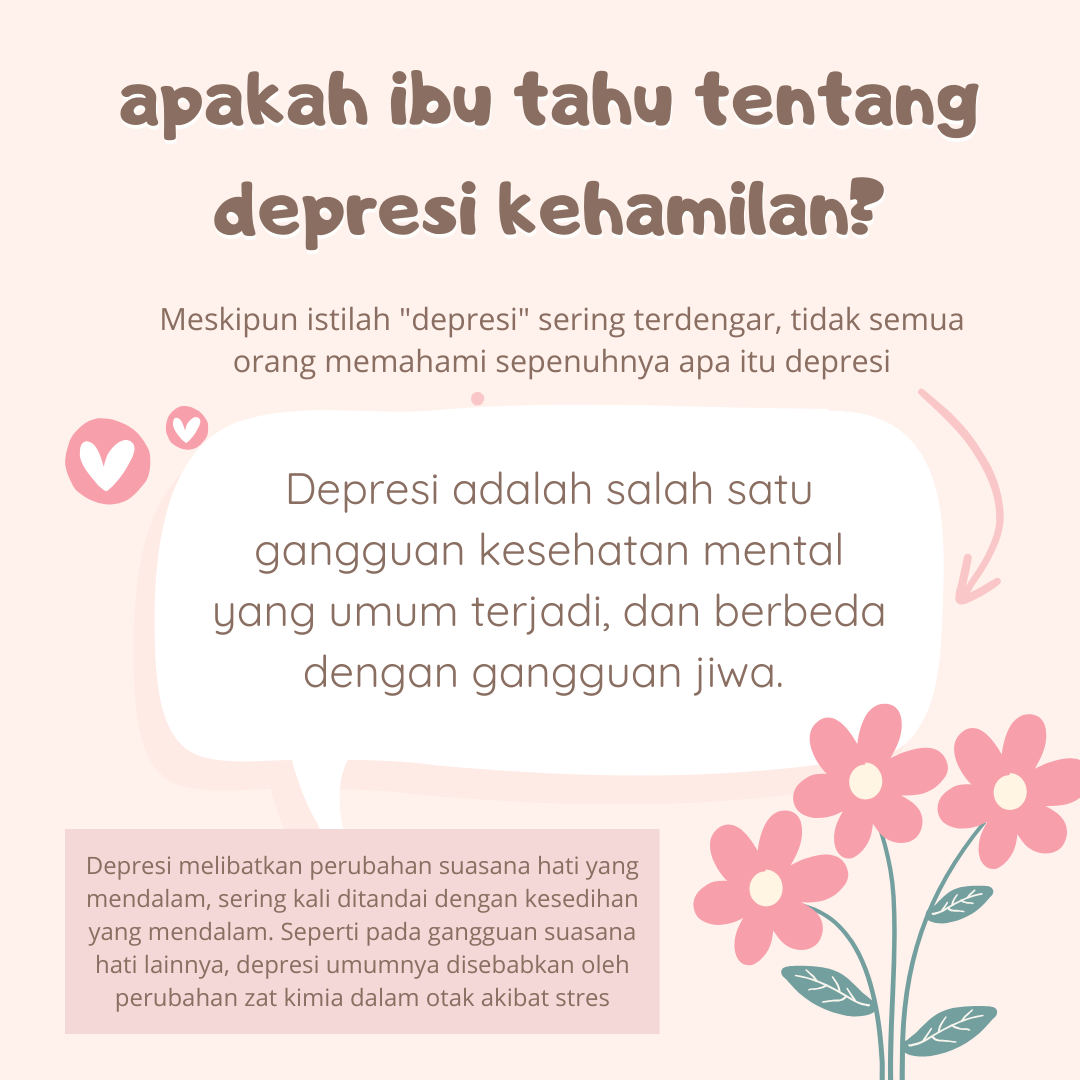 apakah ibu tahu tentang
depresi kehamilan?
Meskipun istilah "depresi" sering terdengar, tidak semua
orang memahami sepenuhnya apa itu depresi
Depresi adalah salah satu
gangguan kesehatan mental
yang umum terjadi, dan berbeda
dengan gangguan jiwa.
Depresi melibatkan perubahan suasana hati yang
mendalam, sering kali ditandai dengan kesedihan
yang mendalam. Seperti pada gangguan suasana
hati lainnya, depresi umumnya disebabkan oleh
perubahan zat kimia dalam otak akibat stres